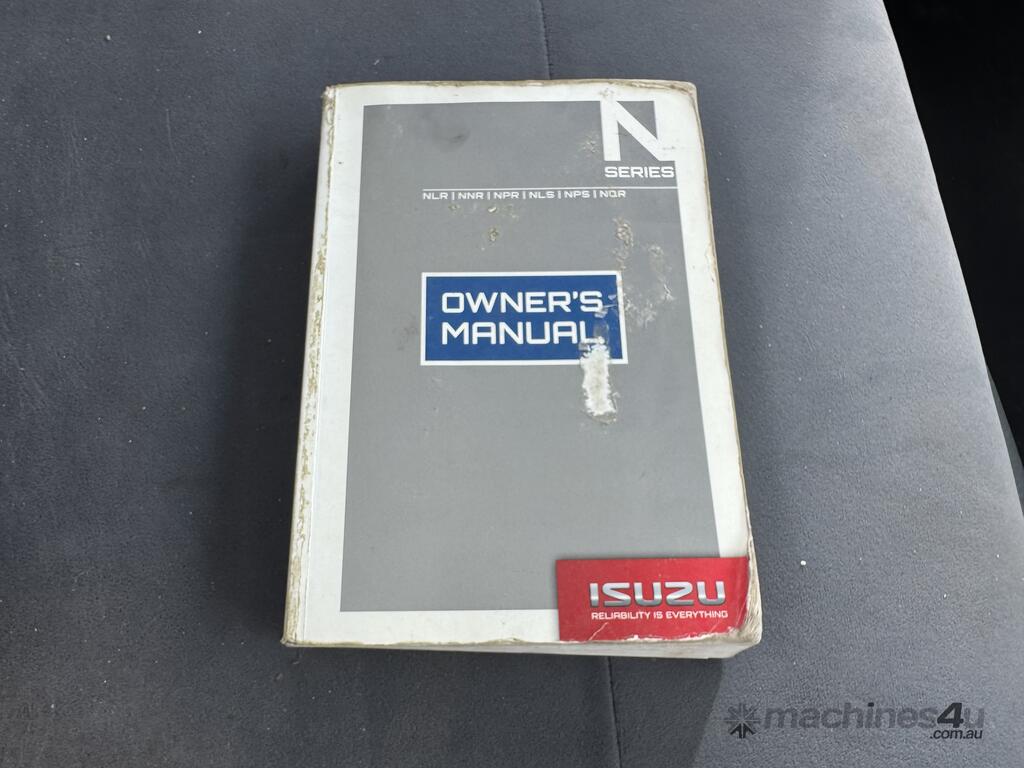 N
SERIES
NLR | NNR | NPR | NLS | NPS | NQR
OWNER'S
MANUAL
ISUZU
RELIABILITY IS EVERYTHING
machines4u
.com.au